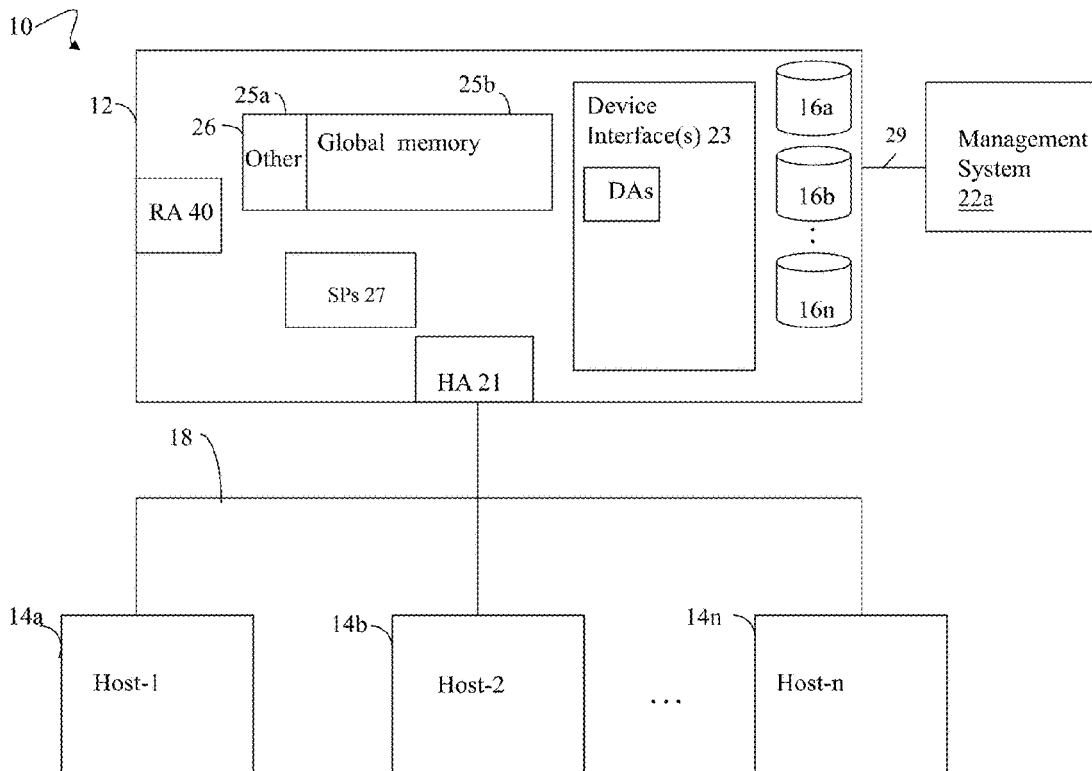 10
12
25a
25b
26
Other
Global memory
Device
Interface(s) 23
DAs
16a
16b
16n
29
Management
System
22a
RA 40
SPs 27
HA 21
18
14a
Host-1
14b
Host-2
...
14n
Host-n